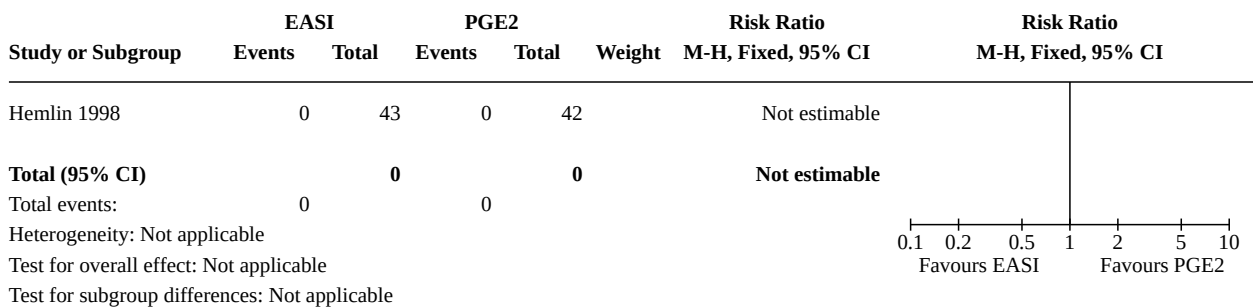 EASI PGE2 Risk Ratio Risk Ratio
Study or Subgroup Events Total Events Total Weight M-H, Fixed, 95% CI M-H, Fixed, 95% CI
Hemlin 1998 0 43 0 42 Not estimable
Total (95% CI) 0 0 Not estimable
Total events: 0 0
Heterogeneity: Not applicable
0.1 0.2 0.5 1 2 5 10
Test for overall effect: Not applicable Favours EASI Favours PGE2
Test for subgroup differences: Not applicable